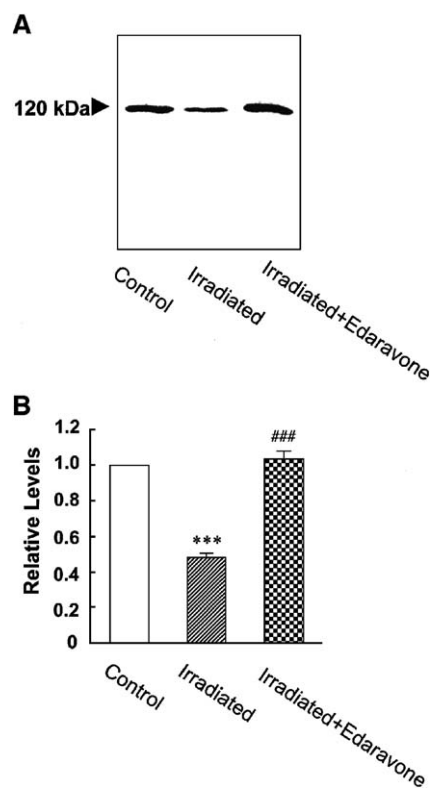 A
120 kDa
Control
Irradiated
Irradiated+Edaravone
B
Relative Levels
1.2
1.0
0.8
0.6
0.4
0.2
0
***
###
Control
Irradiated
Irradiated+Edaravone